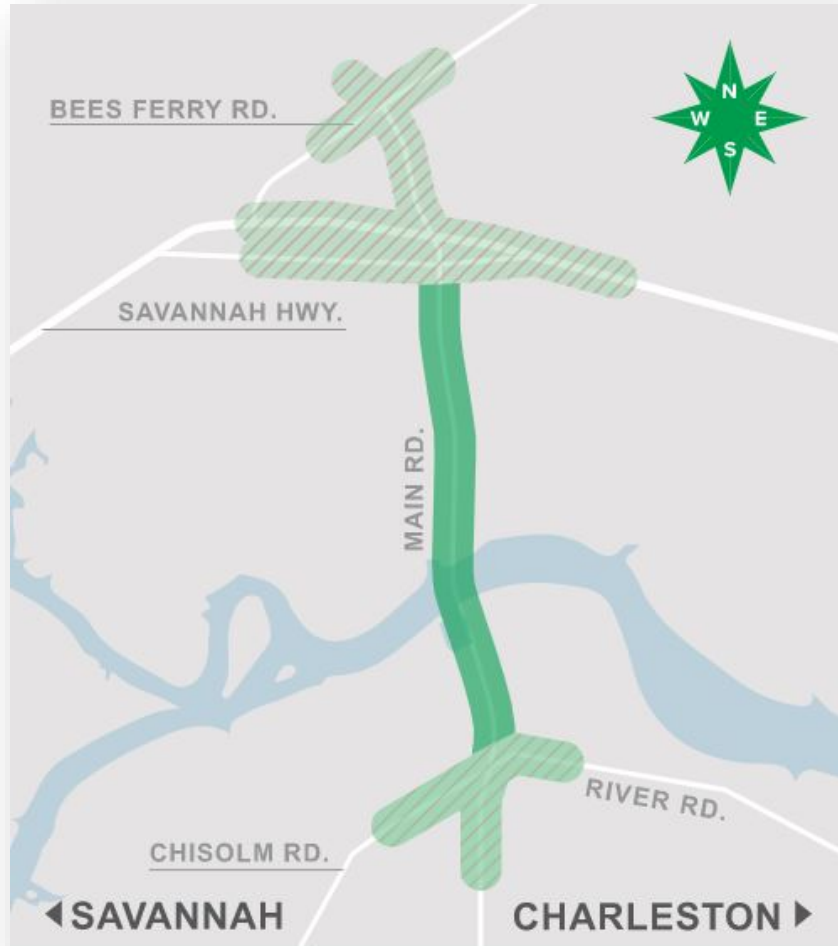 BEES FERRY RD.
N
W E
S
SAVANNAH HWY.
MAIN RD.
RIVER RD.
CHISOLM RD.
SAVANNAH
CHARLESTON